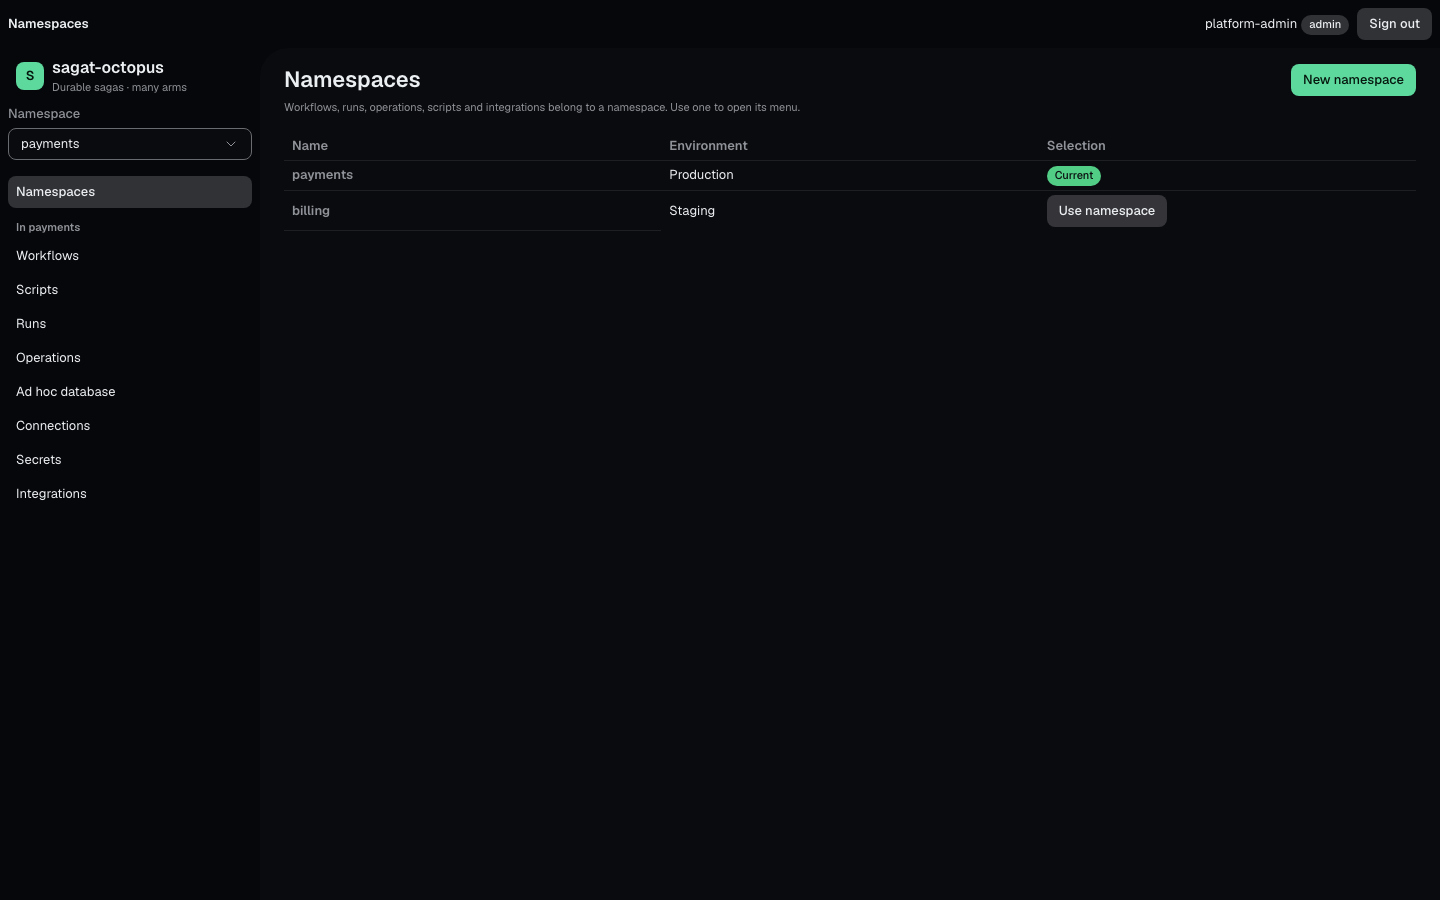 Namespaces
platform-admin admin Sign out
S
sagat-octopus
Durable sagas · many arms
Namespace
payments
Namespaces
In payments
Workflows
Scripts
Runs
Operations
Ad hoc database
Connections
Secrets
Integrations
Namespaces
New namespace
Workflows, runs, operations, scripts and integrations belong to a namespace. Use one to open its menu.
Name Environment Selection
payments Production Current
billing Staging Use namespace